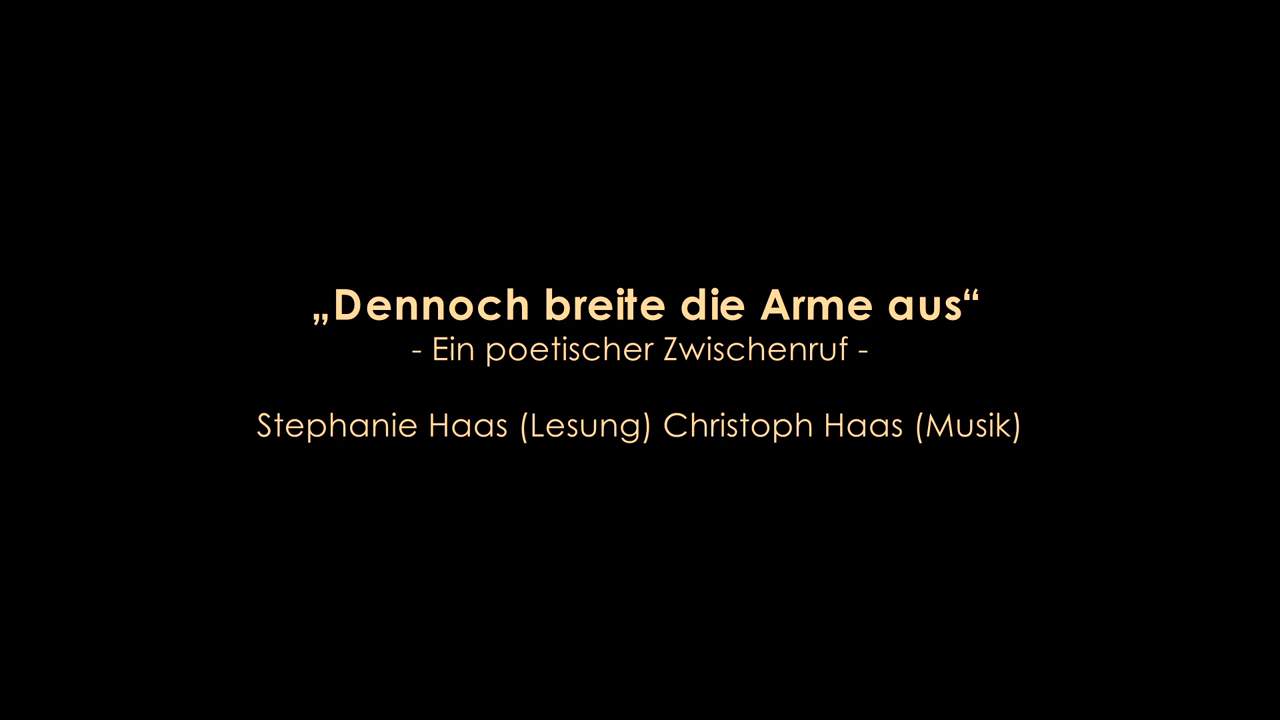 „Dennoch breite die Arme aus“
- Ein poetischer Zwischenruf -
Stephanie Haas (Lesung) Christoph Haas (Musik)